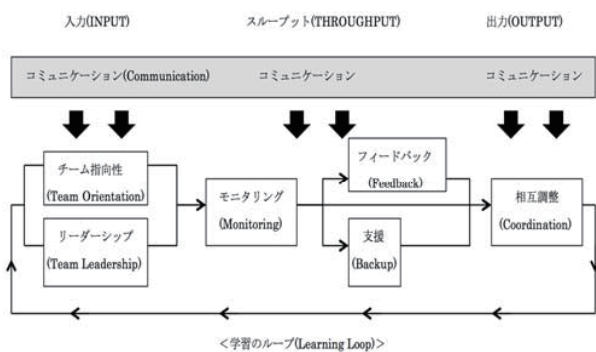 入力(INPUT)
スループット(THROUGHPUT)
出力(OUTPUT)
コミュニケーション(Communication)
コミュニケーション
コミュニケーション
チーム指向性
(Team Orientation)
リーダーシップ
(Team Leadership)
モニタリング
(Monitoring)
フィードバック
(Feedback)
支援
(Backup)
相互調整
(Coordination)
<学習のループ(Learning Loop)>